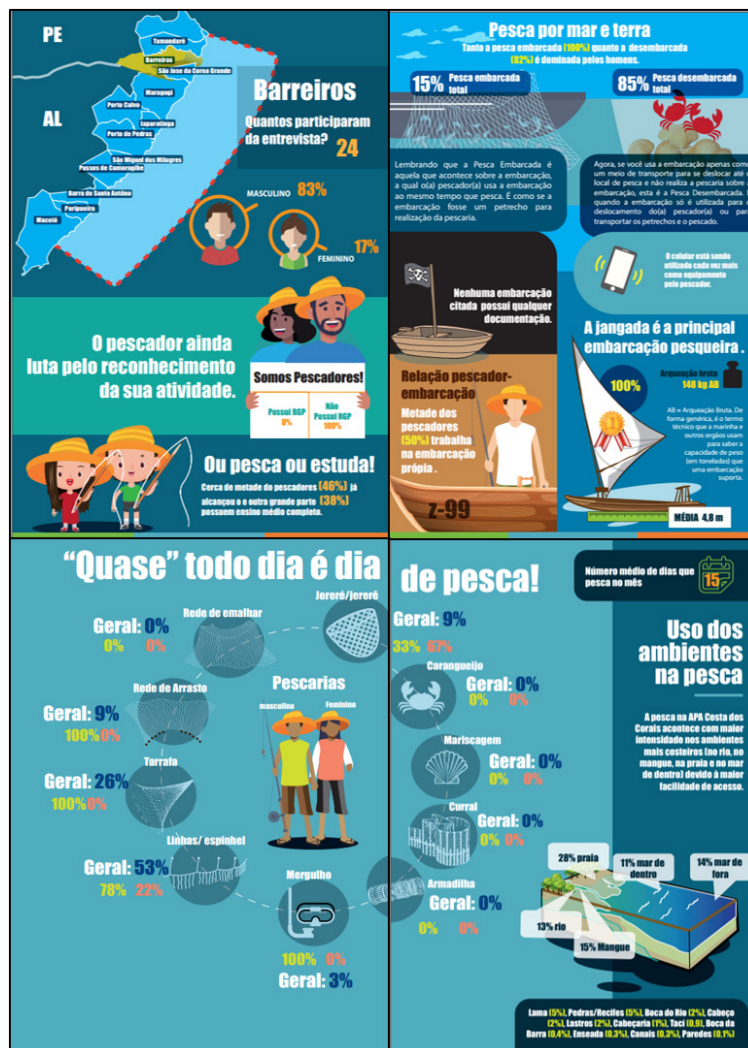 PE
Tamandaré
Barreiros
São José da Coroa Grande
Maragogi
AL
Porto Calvo
Japaratinga
Porto de Pedras
São Miguel dos Milagres
Passos de Camaragibe
Barra de Santo Antônio
Paripueira
Maceió
Barreiros
Quantos participaram
da entrevista? 24
MASCULINO 83%
17%
FEMININO
O pescador ainda
luta pelo reconhecimento
da sua atividade.
Somos Pescadores!
Possui RGP
0%
Não
Possui RGP
100%
Ou pesca ou estuda!
Cerca de metade do pescadores (46%) já
alcançou o e outra grande parte (38%)
possuem ensino médio completo.
Pesca por mar e terra
Tanto a pesca embarcada (100%) quanto a desembarcada
(82%) é dominada pelos homens.
15% Pesca embarcada
total
85% Pesca desembarcada
total
Lembrando que a Pesca Embarcada é
aquela que acontece sobre a embarcação,
a qual o(a) pescador(a) usa a embarcação
ao mesmo tempo que pesca. É como se a
embarcação fosse um petrecho para
realização da pescaria.
Agora, se você usa a embarcação apenas como
um meio de transporte para se deslocar até
local de pesca e não realiza a pescaria sobre
embarcação, esta é a Pesca Desembarcada.
quando a embarcação só é utilizada para
deslocamento do(a) pescador(a) ou para
transportar os petrechos e o pescado.
Nenhuma embarcação
citada possui qualquer
documentação.
O celular está sendo
utilizado cada vez mais
como equipamento
pelo pescador.
A jangada é a principal
embarcação pesqueira .
100%
Arqueação bruta
148 kg AB
AB = Arqueação Bruta. De
forma genérica, é o termo
técnico que a marinha e
outros orgãos usam
para saber a
capacidade de peso
(em toneladas) que
uma embarcação
suporta.
MÉDIA 4,8 m
Relação pescador-
embarcação
Metade dos
pescadores
(50%) trabalha
na embarcação
própia .
z-99
"Quase" todo dia é dia
de pesca!
Número médio de dias que
pesca no mês
15
Jereré/jererê
Geral: 9%
33% 67%
Rede de emalhar
Geral: 0%
0% 0%
Rede de Arrasto
Geral: 9%
100% 0%
Tarrafa
Geral: 26%
100% 0%
Linhas/ espinhel
Geral: 53%
78% 22%
Mergulho
100% 0%
Geral: 3%
Pescarias
masculino
Feminino
Carangueijo
Geral: 0%
0% 0%
Mariscagem
Geral: 0%
0% 0%
Curral
Geral: 0%
0% 0%
Armadilha
Geral: 0%
0% 0%
Uso dos
ambientes
na pesca
A pesca na APA Costa dos
Corais acontece com maior
intensidade nos ambientes
mais costeiros (no rio, no
mangue, na praia e no mar
de dentro) devido à maior
facilidade de acesso.
28% praia
11% mar de
dentro
14% mar de
fora
13% rio
15% Mangue
Lama (5%), Pedras/Recifes (5%), Boca do Rio (2%), Cabeço
(2%), Lastros (2%), Cabeçaria (1%), Taci (0,9), Boca da
Barra (0,4%), Enseada (0,3%), Canais (0,3%), Paredes (0,1%)